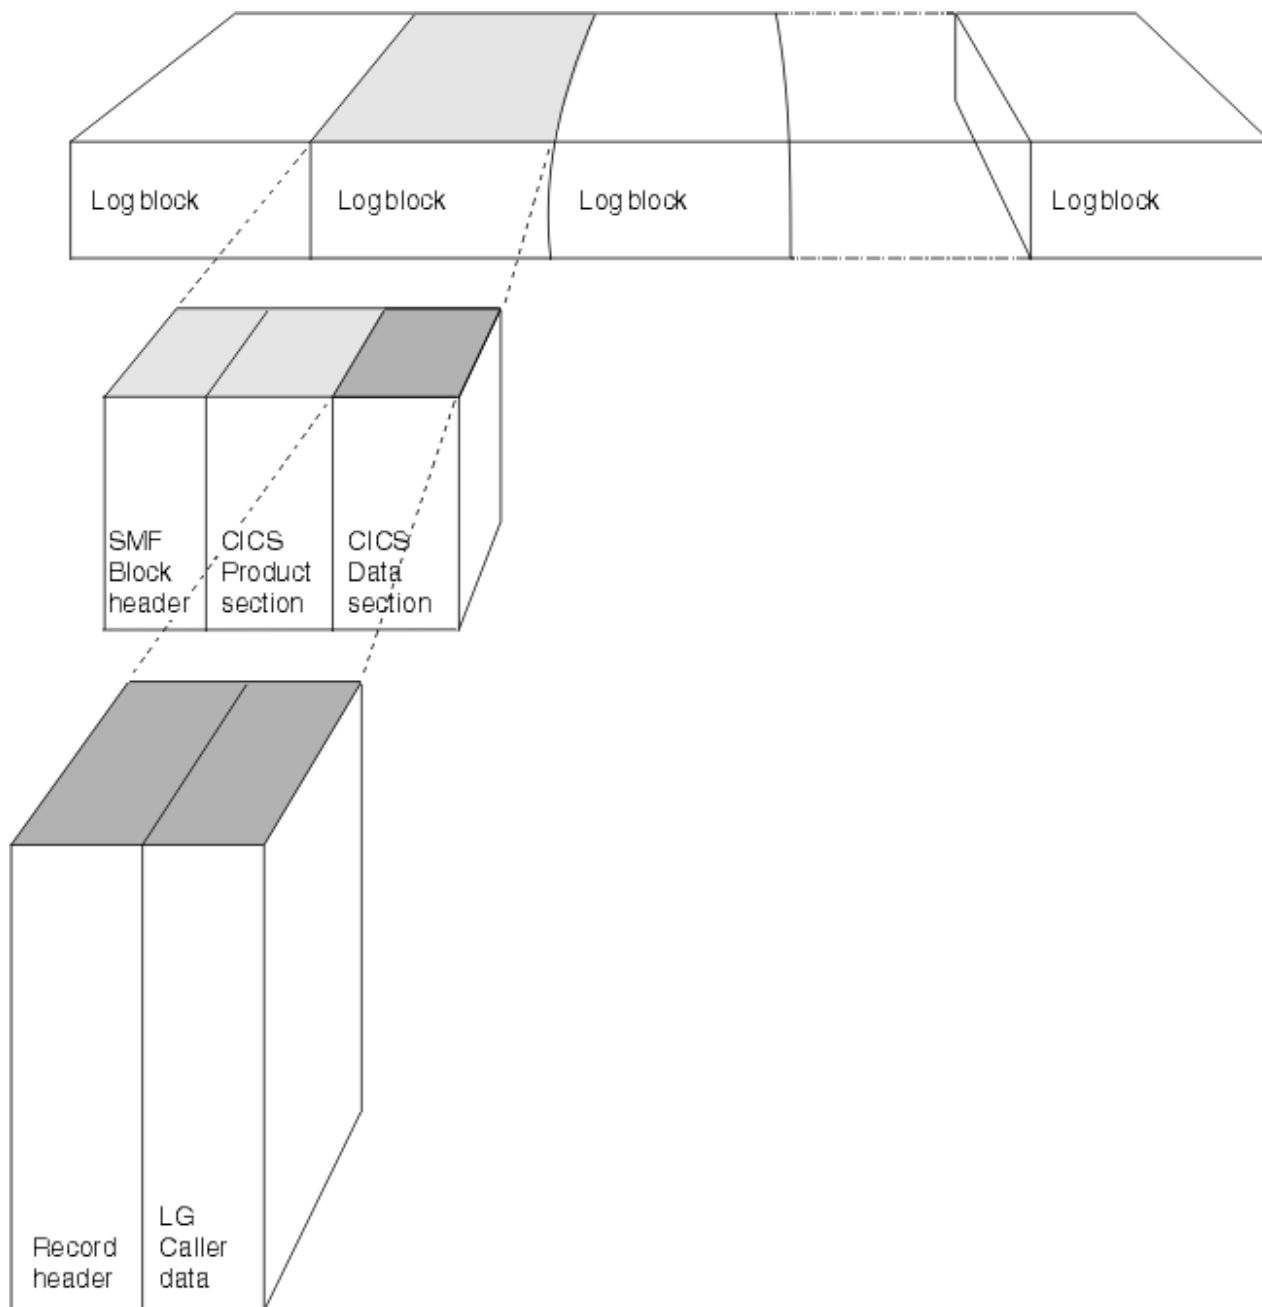 Log block
Log block
Log block
Log block
SMF
Block
header
CICS
Product
section
CICS
Data
section
Record
header
LG
Caller
data